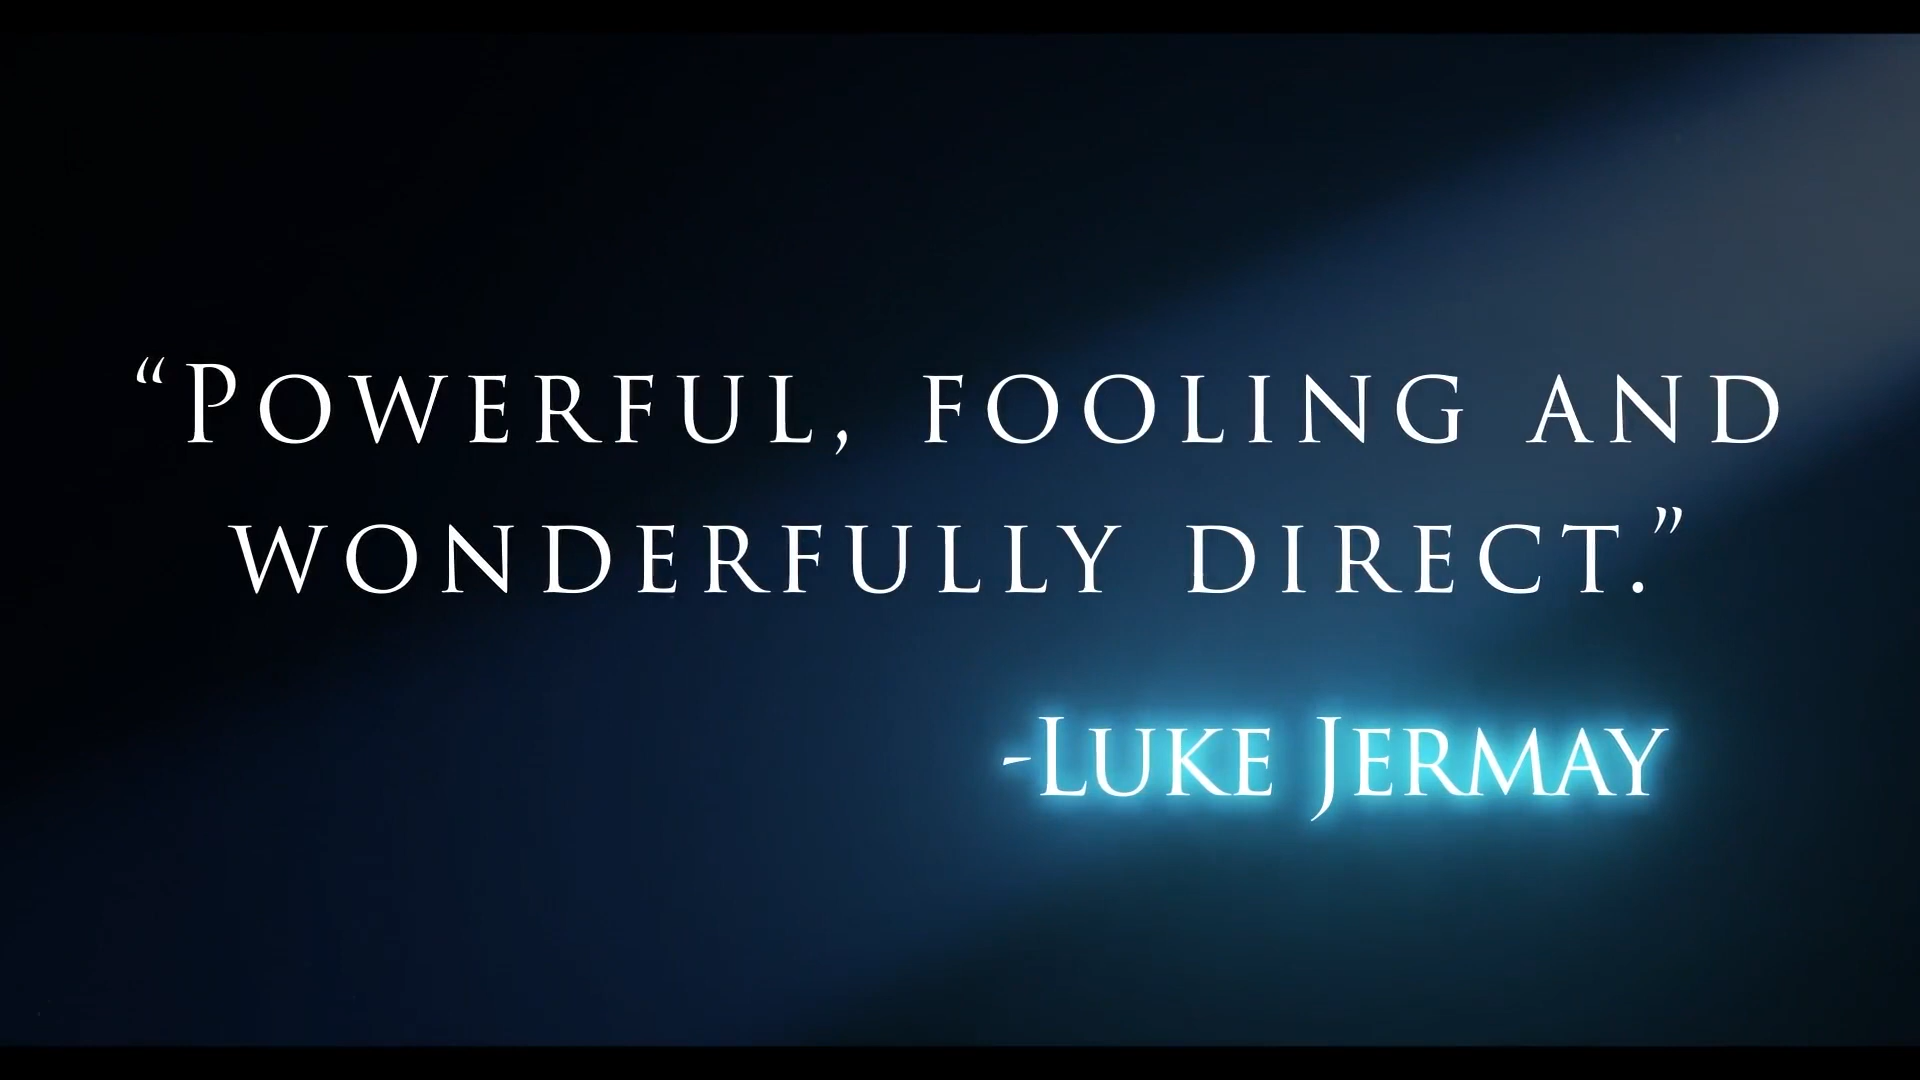 “Powerful, fooling and
wonderfully direct.”
-Luke Jermay